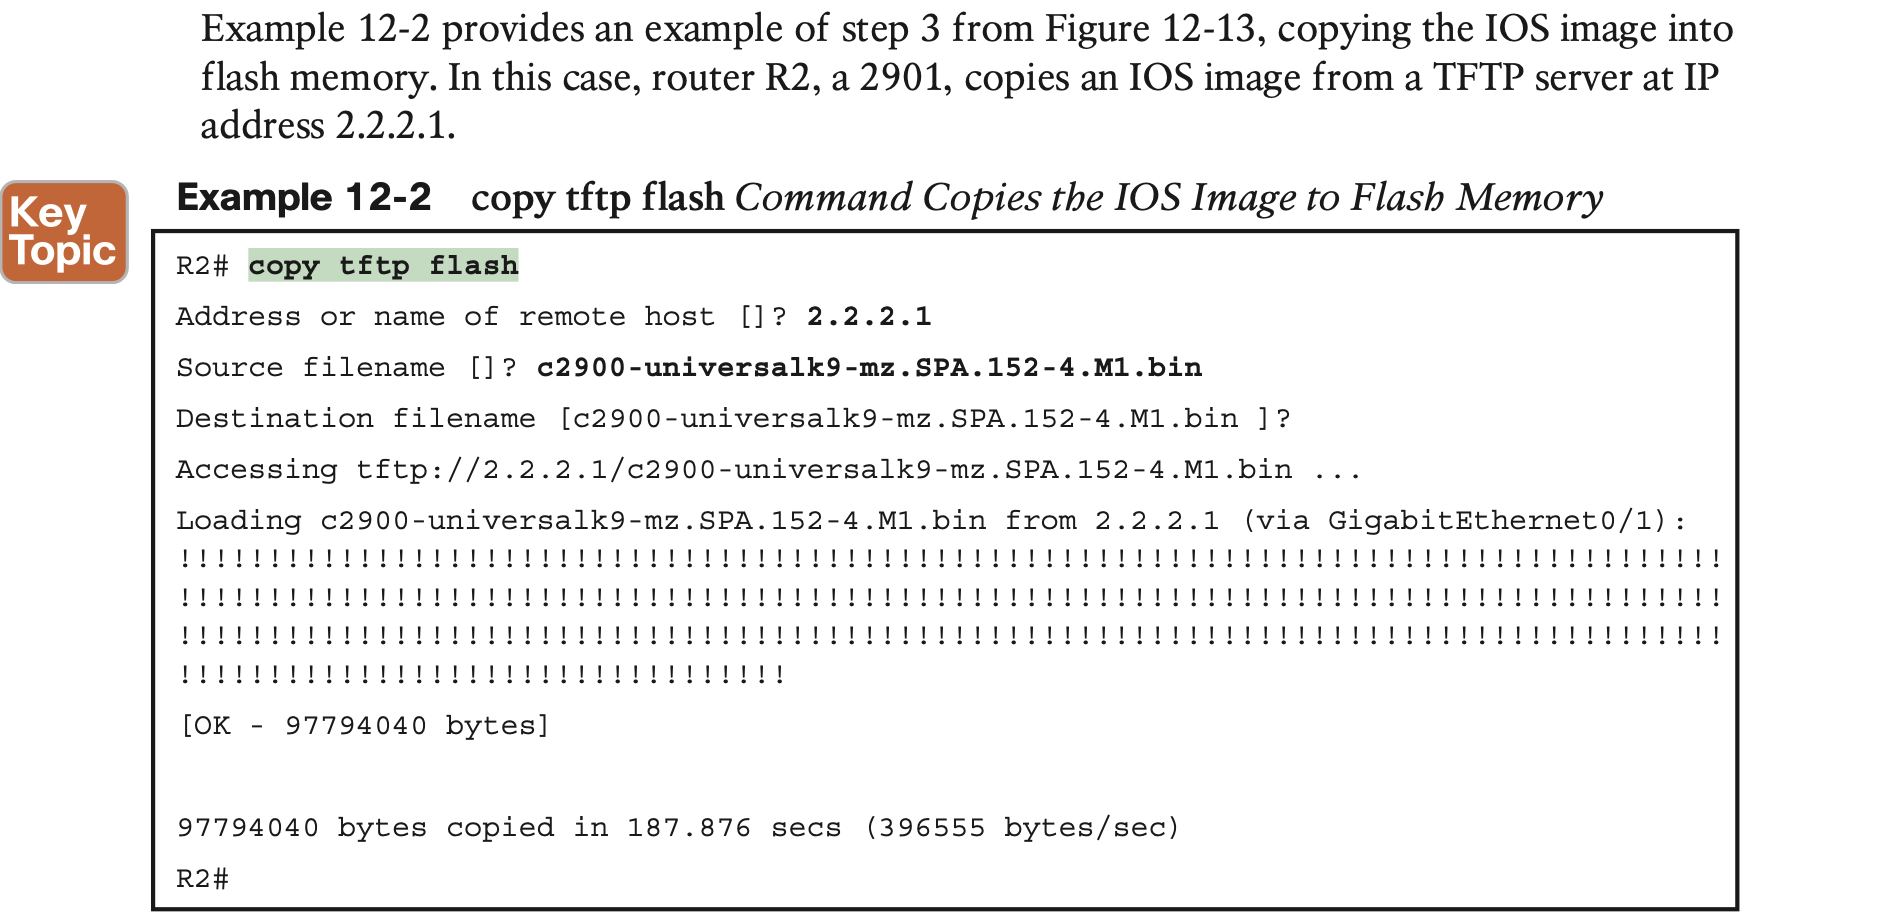 Example 12-2 provides an example of step 3 from Figure 12-13, copying the IOS image into
flash memory. In this case, router R2, a 2901, copies an IOS image from a TFTP server at IP
address 2.2.2.1.
Key
Topic
Example 12-2 copy tftp flash Command Copies the IOS Image to Flash Memory
R2# copy tftp flash
Address or name of remote host []? 2.2.2.1
Source filename []? c2900-universalk9-mz.SPA.152-4.M1.bin
Destination filename [c2900-universalk9-mz.SPA.152-4.M1.bin ]?
Accessing tftp://2.2.2.1/c2900-universalk9-mz.SPA.152-4.M1.bin ...
Loading c2900-universalk9-mz.SPA.152-4.M1.bin from 2.2.2.1 (via GigabitEthernet0/1):
!!!!!!!!!!!!!!!!!!!!!!!!!!!!!!!!!!!!!!!!!!!!!!!!!!!!!!!!!!!!!!!!!!!!!!!!!!!!!!!!!!!!!!
!!!!!!!!!!!!!!!!!!!!!!!!!!!!!!!!!!!!!!!!!!!!!!!!!!!!!!!!!!!!!!!!!!!!!!!!!!!!!!!!!!!!!!
!!!!!!!!!!!!!!!!!!!!!!!!!!!!!!!!!!!!!!!!!!!!!!!!!!!!!!!!!!!!!!!!!!!!!!!!!!!!!!!!!!!!!!
!!!!!!!!!!!!!!!!!!!!!!!!!!!!!!!!!!
[OK - 97794040 bytes]
97794040 bytes copied in 187.876 secs (396555 bytes/sec)
R2#